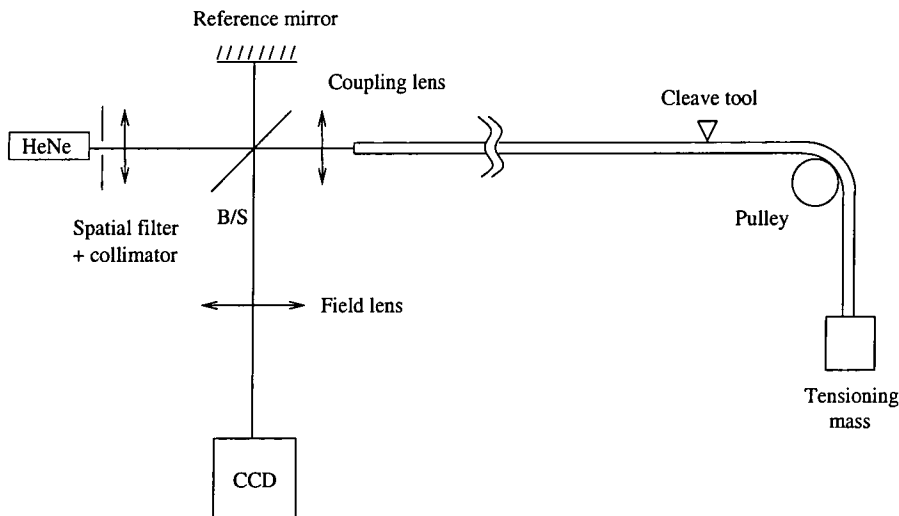 Reference mirror
Coupling lens
Cleave tool
HeNe
B/S
Pulley
Spatial filter
+ collimator
Field lens
Tensioning
mass
CCD